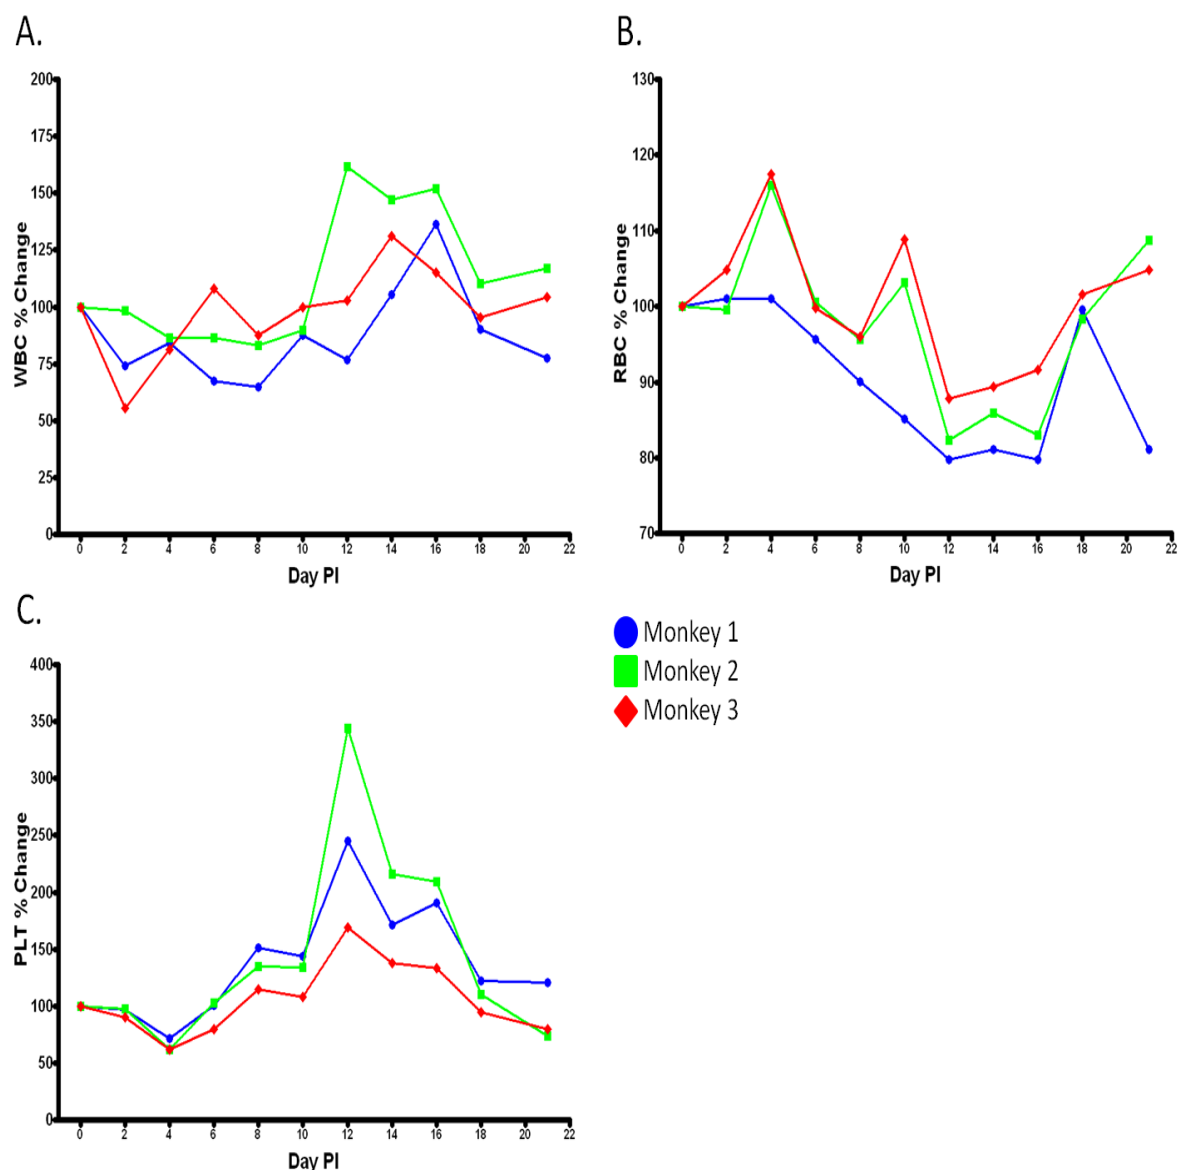 A.
200
175
150
125
100
75
50
25
0
WBC % Change
0 2 4 6 8 10 12 14 16 18 20 22
Day PI
B.
130
120
110
100
90
80
70
RBC % Change
0 2 4 6 8 10 12 14 16 18 20 22
Day PI
C.
400
350
300
250
200
150
100
50
0
PLT % Change
0 2 4 6 8 10 12 14 16 18 20 22
Day PI
Monkey 1
Monkey 2
Monkey 3